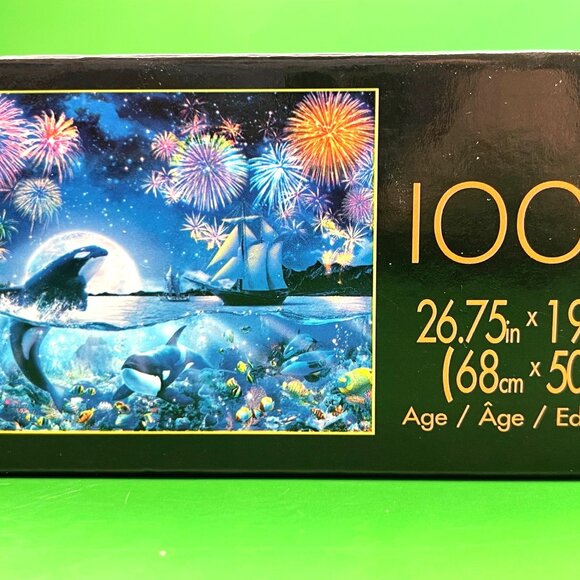 100
26.75in x 19
(68cm x 50
Age / Âge / Ed